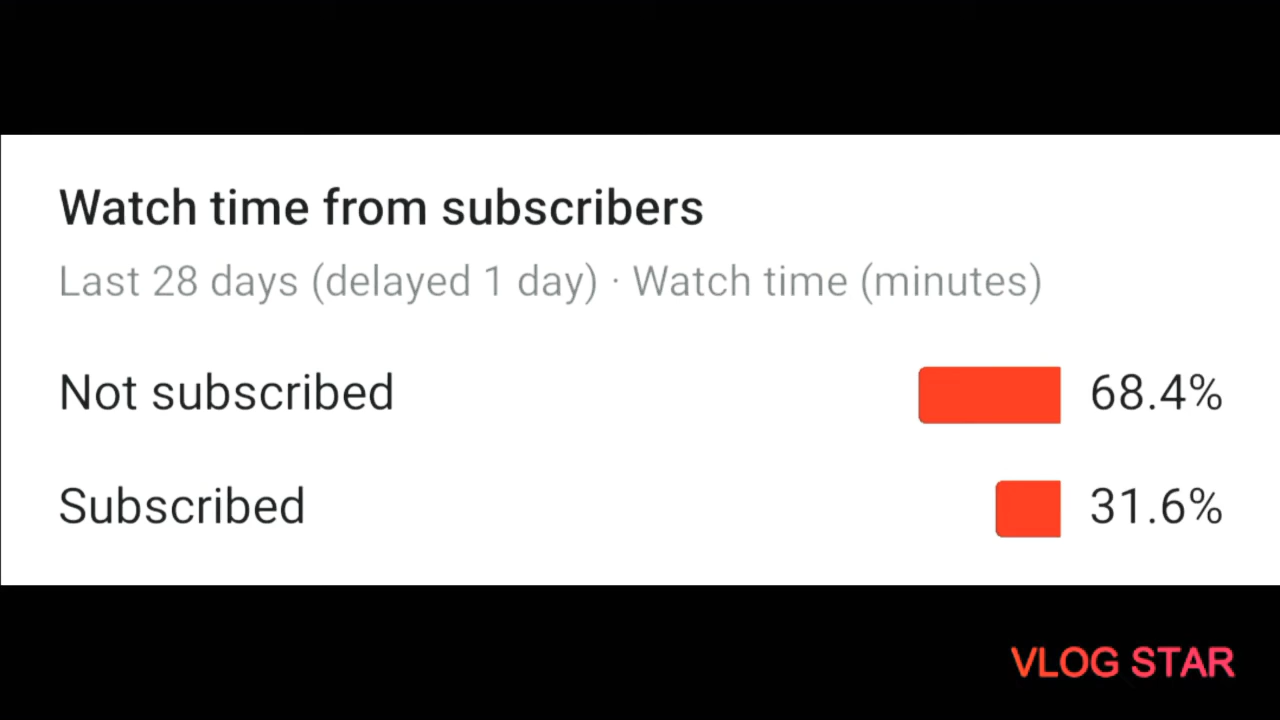 Watch time from subscribers
Last 28 days (delayed 1 day) · Watch time (minutes)
Not subscribed 68.4%
Subscribed 31.6%
VLOG STAR